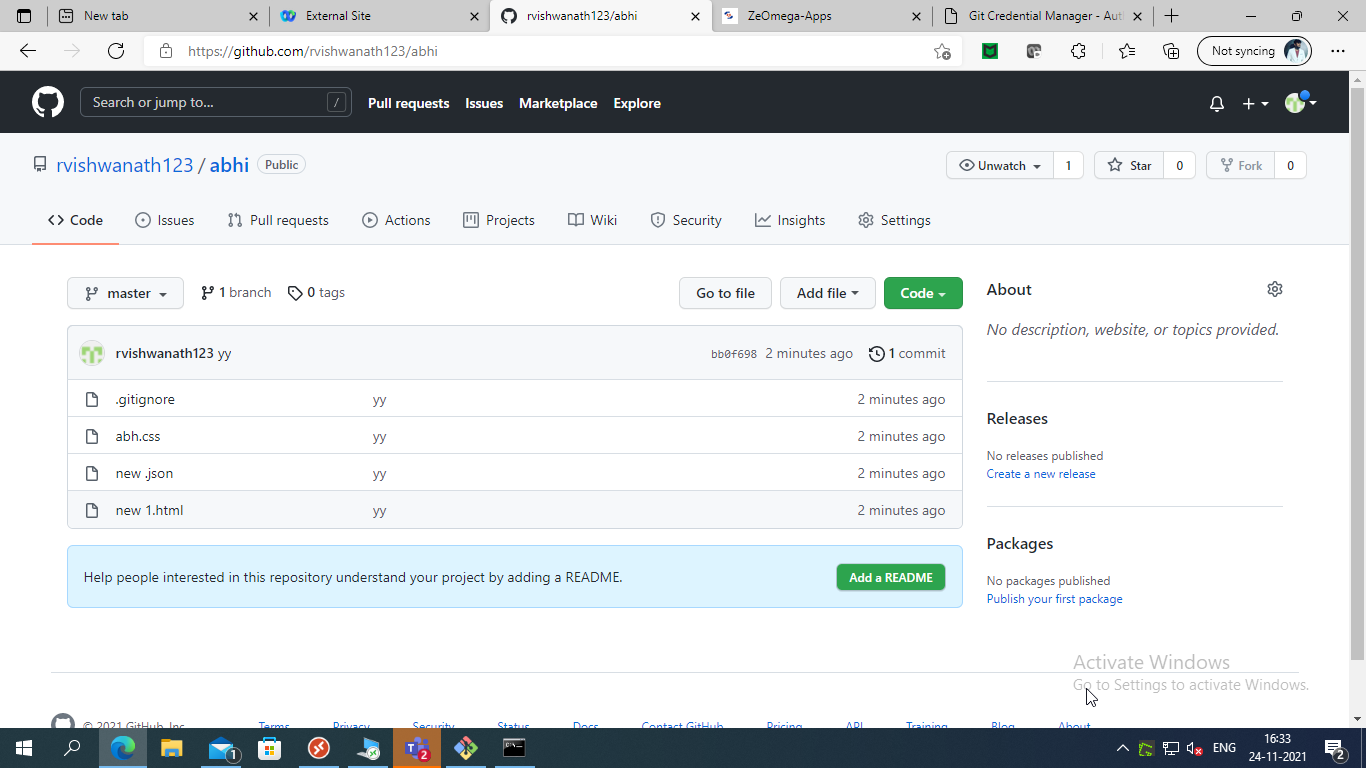 New tab
External Site
rvishwanath123/abhi
ZeOmega-Apps
Git Credential Manager - Aut
https://github.com/rvishwanath123/abhi
Not syncing
Search or jump to...
/
Pull requests
Issues
Marketplace
Explore
rvishwanath123 / abhi
Public
Unwatch 1
Star 0
Fork 0
Code
Issues
Pull requests
Actions
Projects
Wiki
Security
Insights
Settings
master
1 branch
0 tags
Go to file
Add file
Code
rvishwanath123 yy
bb0f698 2 minutes ago
1 commit
.gitignore yy 2 minutes ago
abh.css yy 2 minutes ago
new .json yy 2 minutes ago
new 1.html yy 2 minutes ago
Help people interested in this repository understand your project by adding a README.
Add a README
About
No description, website, or topics provided.
Releases
No releases published
Create a new release
Packages
No packages published
Publish your first package
Activate Windows
Go to Settings to activate Windows.
© 2021 GitHub, Inc.
Terms
Privacy
Security
Status
Docs
Contact GitHub
Pricing
API
Training
Blog
About
1
2
ENG
16:33
24-11-2021
2